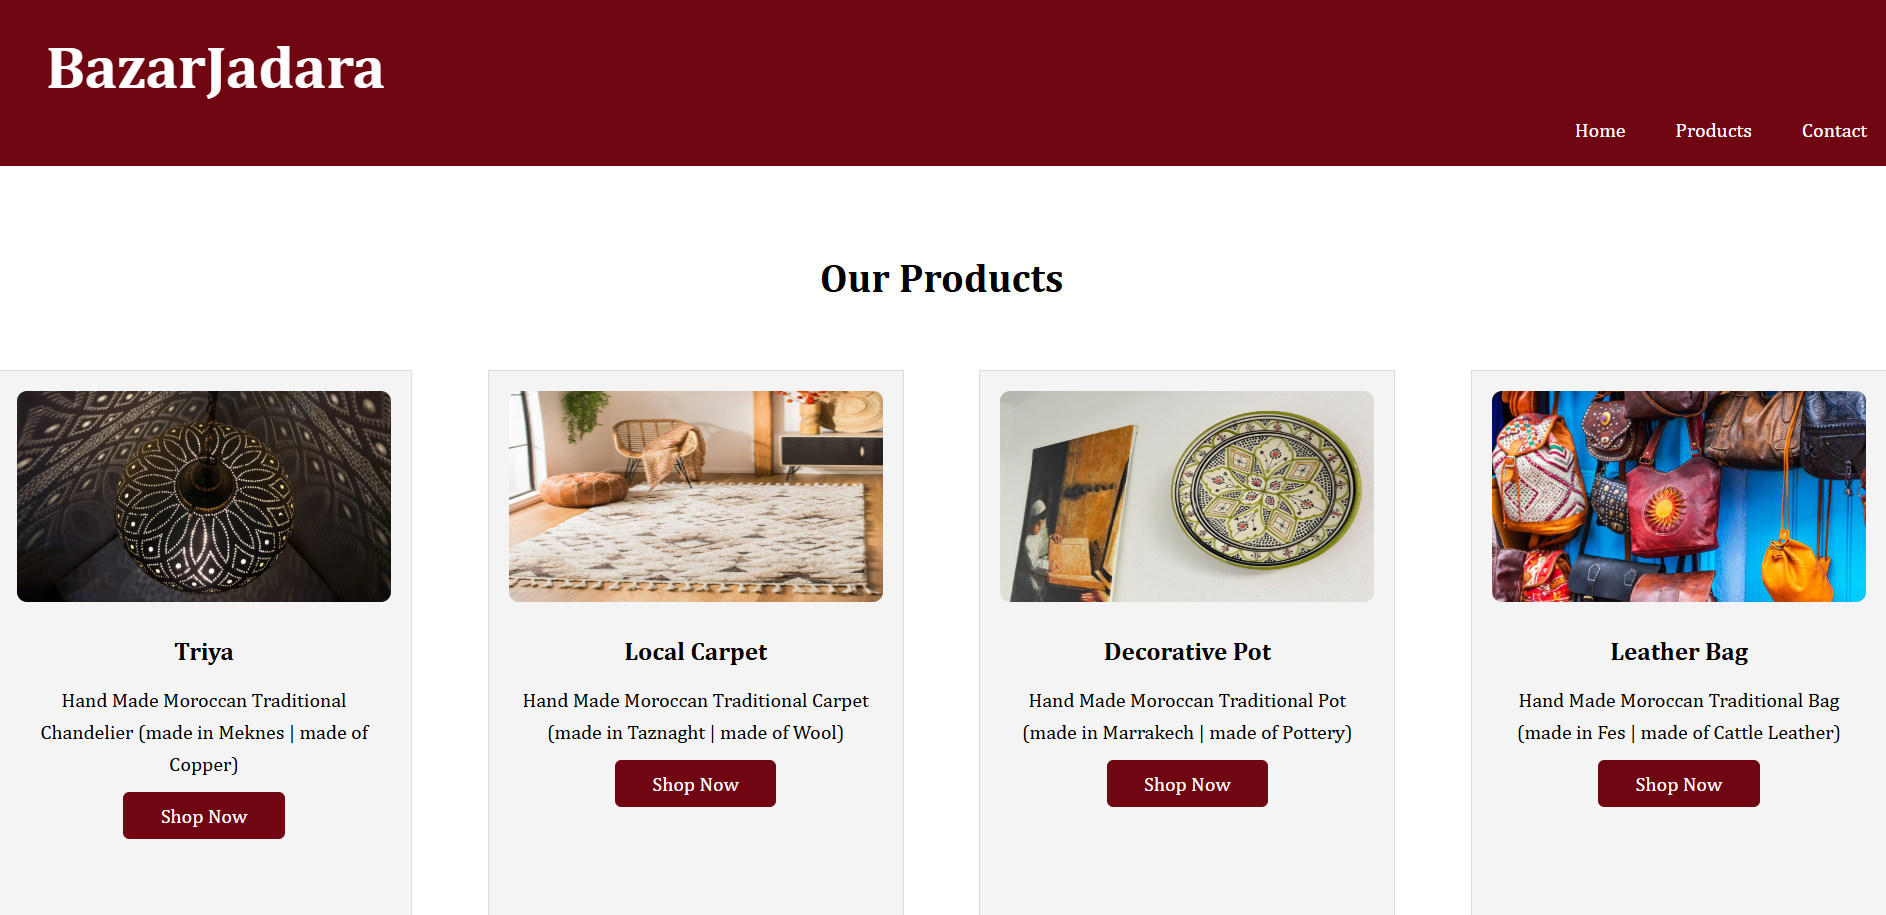 BazarJadara
Home Products Contact
Our Products
Triya
Hand Made Moroccan Traditional
Chandelier (made in Meknes | made of
Copper)
Shop Now
Local Carpet
Hand Made Moroccan Traditional Carpet
(made in Taznaght | made of Wool)
Shop Now
Decorative Pot
Hand Made Moroccan Traditional Pot
(made in Marrakech | made of Pottery)
Shop Now
Leather Bag
Hand Made Moroccan Traditional Bag
(made in Fes | made of Cattle Leather)
Shop Now